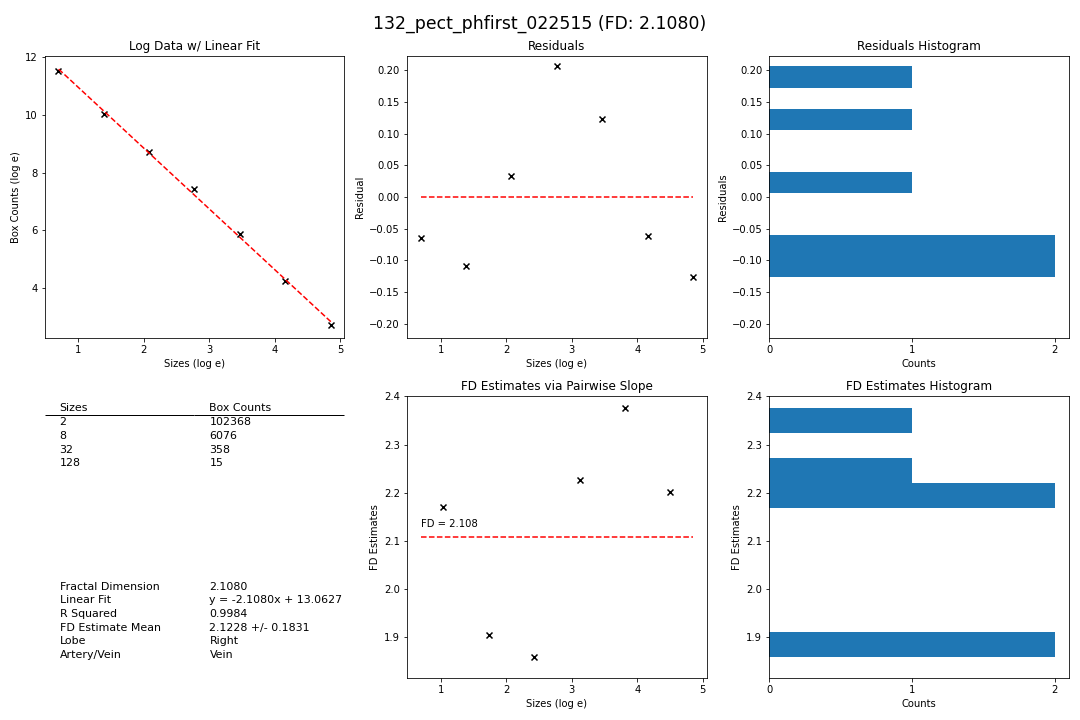 132_pect_phfirst_022515 (FD: 2.1080)
Log Data w/ Linear Fit
12
10
8
6
4
Box Counts (log e)
1 2 3 4 5
Sizes (log e)
Residuals
0.20
0.15
0.10
0.05
0.00
−0.05
−0.10
−0.15
−0.20
Residual
1 2 3 4 5
Sizes (log e)
Residuals Histogram
0.20
0.15
0.10
0.05
0.00
−0.05
−0.10
−0.15
−0.20
Residuals
0 1 2
Counts
Sizes Box Counts
2 102368
8 6076
32 358
128 15
Fractal Dimension 2.1080
Linear Fit y = -2.1080x + 13.0627
R Squared 0.9984
FD Estimate Mean 2.1228 +/- 0.1831
Lobe Right
Artery/Vein Vein
FD Estimates via Pairwise Slope
2.4
2.3
2.2
2.1
2.0
1.9
FD Estimates
FD = 2.108
1 2 3 4 5
Sizes (log e)
FD Estimates Histogram
2.4
2.3
2.2
2.1
2.0
1.9
FD Estimates
0 1 2
Counts